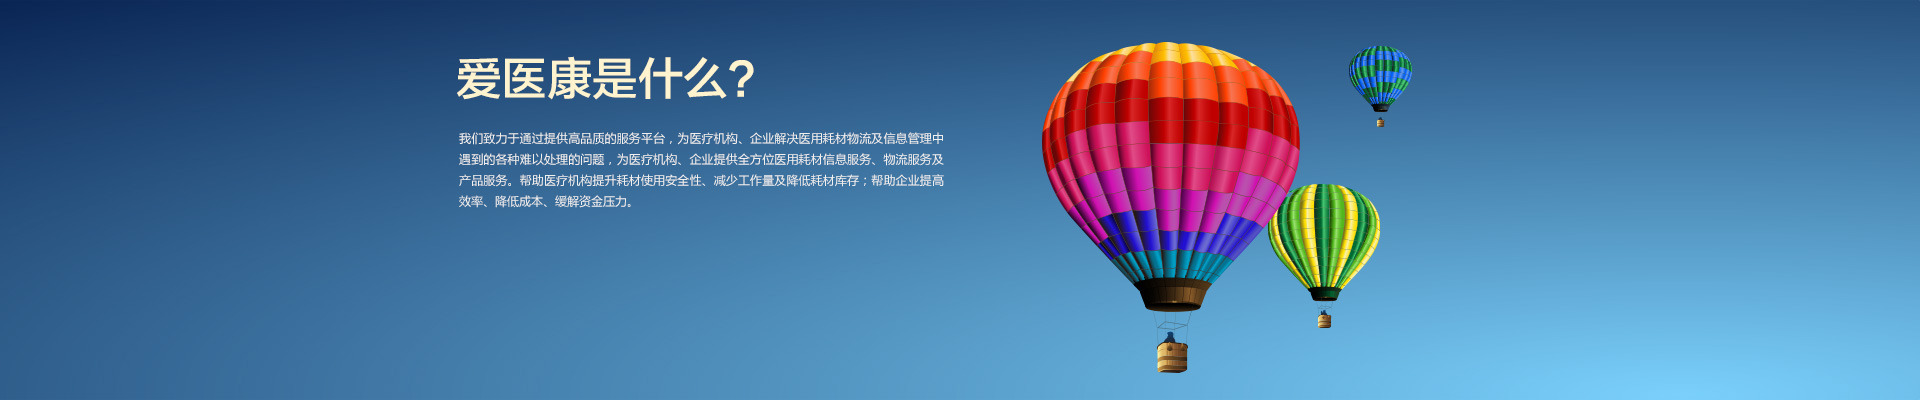 爱医康是什么?
我们致力于通过提供高品质的服务平台，为医疗机构、企业解决医用耗材物流及信息管理中
遇到的各种难以处理的问题，为医疗机构、企业提供全方位医用耗材信息服务、物流服务及
产品服务。帮助医疗机构提升耗材使用安全性、减少工作量及降低耗材库存；帮助企业提高
效率、降低成本、缓解资金压力。